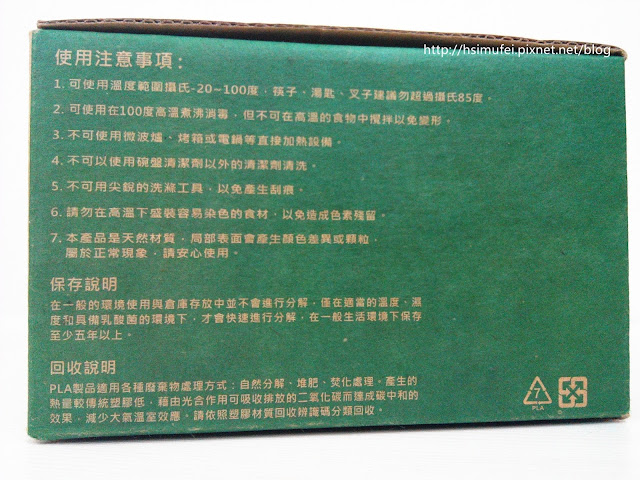 http://hsimufei.pixnet.net/blog
使用注意事項：
1. 可使用溫度範圍攝氏-20~100度，筷子、湯匙、叉子建議勿超過攝氏85度。
2. 可使用在100度高溫煮沸消毒，但不可在高溫的食物中攪拌以免變形。
3. 不可使用微波爐、烤箱或電鍋等直接加熱設備。
4. 不可以使用碗盤清潔劑以外的清潔劑清洗。
5. 不可用尖銳的洗滌工具，以免產生刮痕。
6. 請勿在高溫下盛裝容易染色的食材，以免造成色素殘留。
7. 本產品是天然材質，局部表面會產生顏色差異或顆粒，
屬於正常現象，請安心使用。
保存說明
在一般的環境使用與倉庫存放中並不會進行分解，僅在適當的溫度、濕
度和具備乳酸菌的環境下，才會快速進行分解，在一般生活環境下保存
至少五年以上。
回收說明
PLA製品適用各種廢棄物處理方式：自然分解、堆肥、焚化處理。產生的
熱量較傳統塑膠低，藉由光合作用可吸收排放的二氧化碳而達成碳中和的
效果，減少大氣溫室效應。請依照塑膠材質回收辨識碼分類回收。
7
PLA